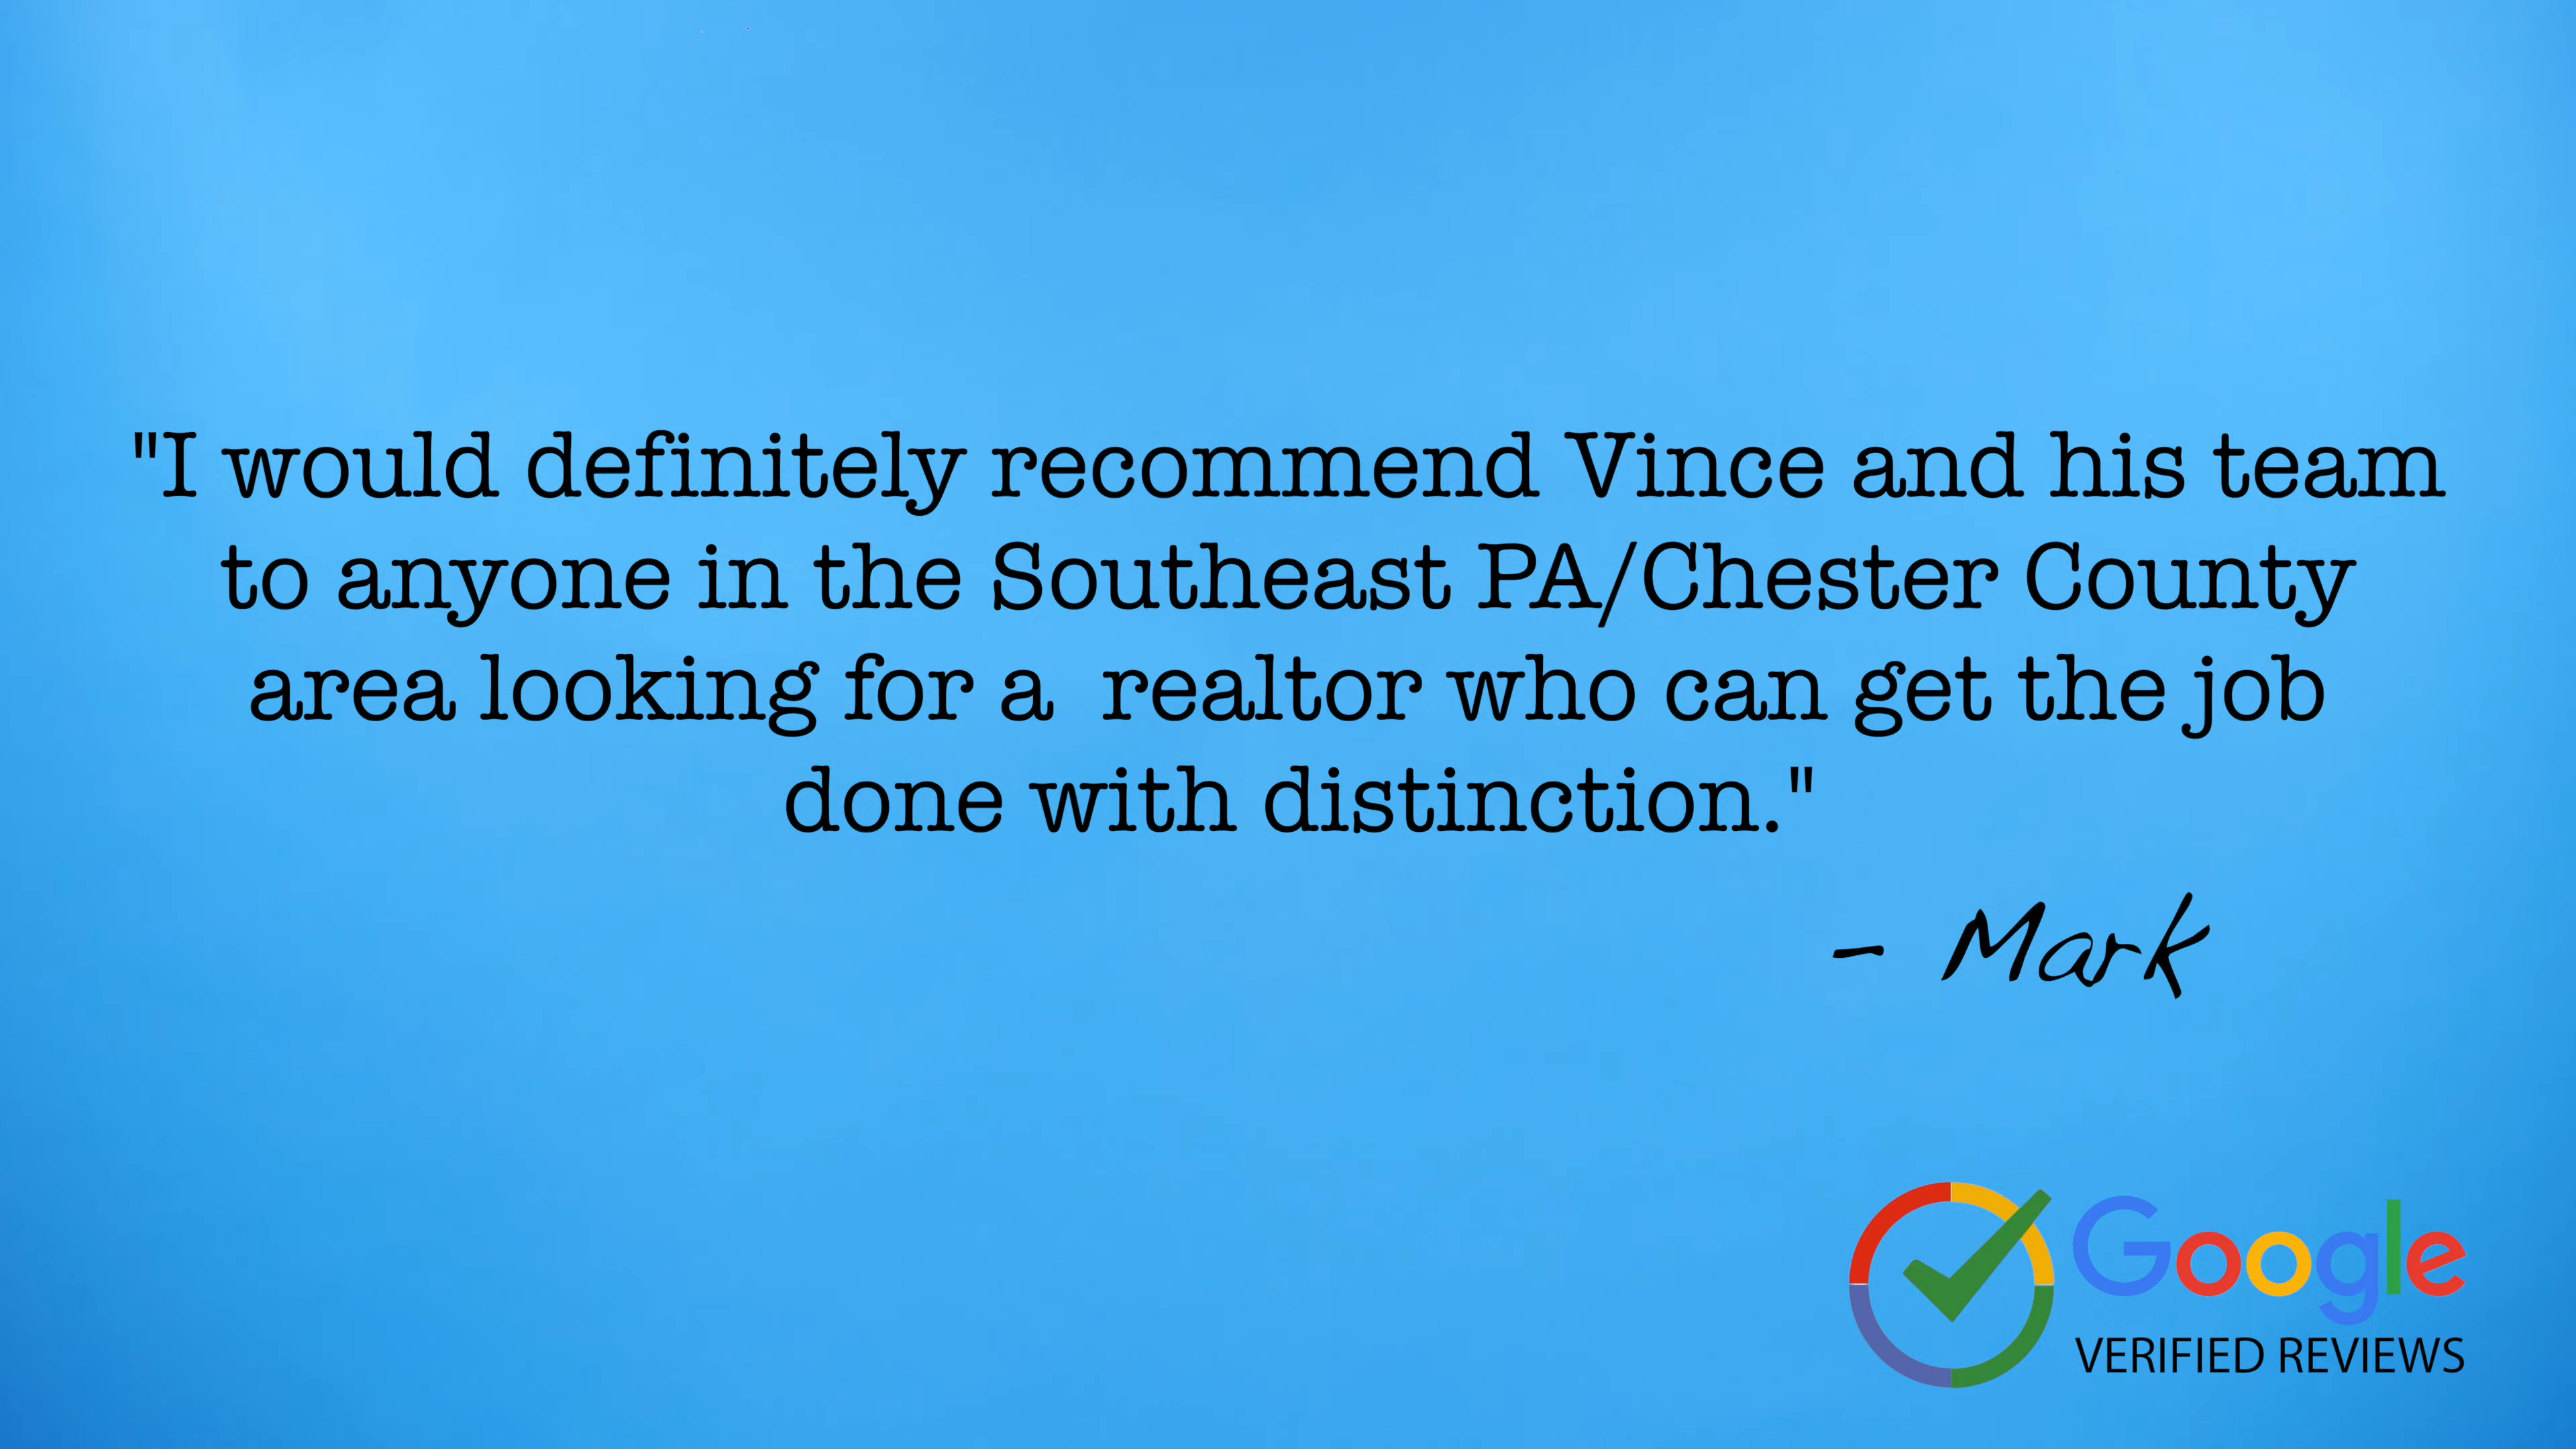 "I would definitely recommend Vince and his team
to anyone in the Southeast PA/Chester County
area looking for a  realtor who can get the job
done with distinction."
- Mark
Google
VERIFIED REVIEWS